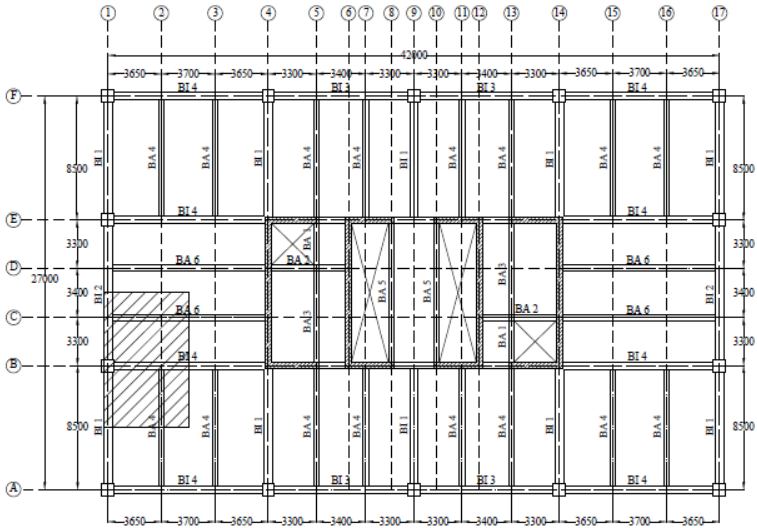 1 2 3 4 5 6 7 8 9 10 11 12 13 14 15 16 17
42000
3650 3700 3650 3300 3400 3300 3300 3400 3300 3650 3700 3650
BI 4 BI 3 BI 3 BI 4
F
8500 BI 1 BA 4 BA 4 BI 1 BA 4 BA 4 BI 1 BA 4 BA 4 BI 1 BA 4 BA 4 BI 1 8500
BI 4 BI 4
E
3300 BA 1 3300
BA 6 BA 2 BA 6
D
27000 3400 BI 2 BA 3 BA 5 BA 5 BA 3 BI 2 3400
BA 6 BA 2 BA 6
C
3300 BA 1 3300
BI 4 BI 4
B
8500 BI 1 BA 4 BA 4 BI 1 BA 4 BA 4 BI 1 BA 4 BA 4 BI 1 BA 4 BA 4 BI 1 8500
BI 4 BI 3 BI 3 BI 4
A
3650 3700 3650 3300 3400 3300 3300 3400 3300 3650 3700 3650